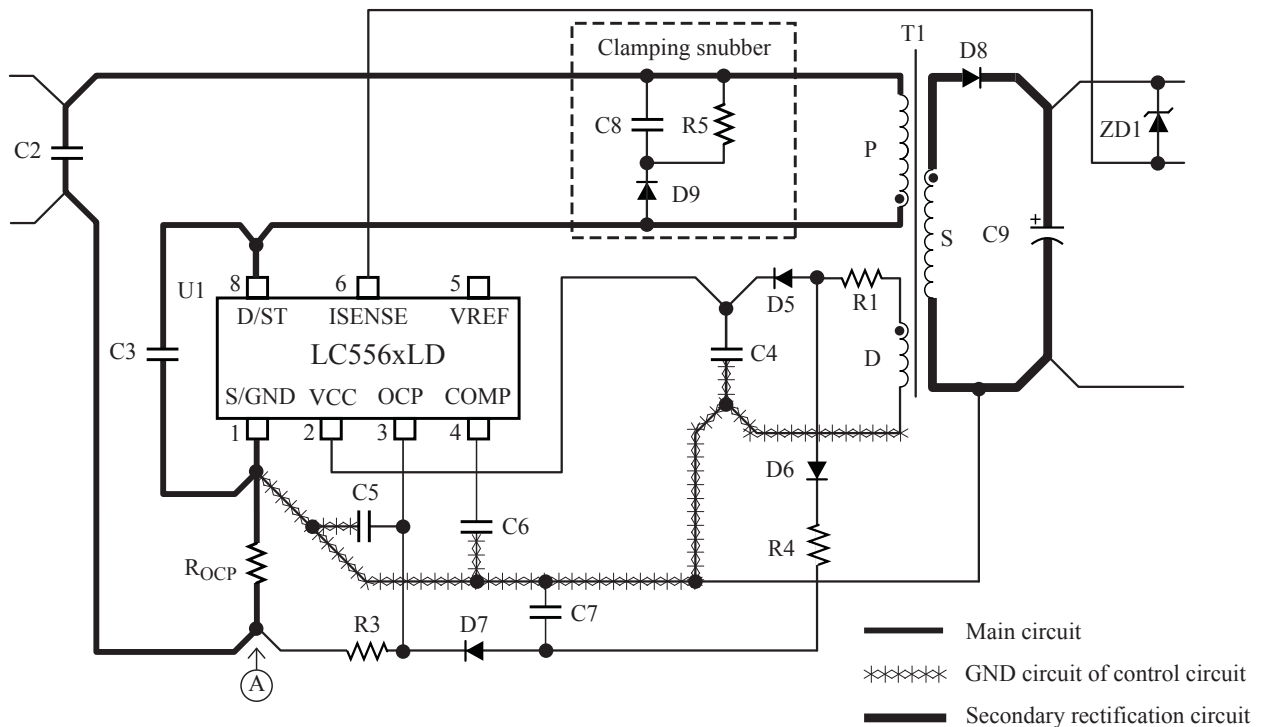 Clamping snubber
T1
D8
C2
C8
R5
P
ZD1
D9
S
C9
+
U1
8
6
5
D5
R1
D/ST
ISENSE
VREF
C3
LC556xLD
C4
D
S/GND
VCC
OCP
COMP
1
2
3
4
D6
C5
C6
R4
ROCP
C7
R3
D7
A
Main circuit
GND circuit of control circuit
Secondary rectification circuit